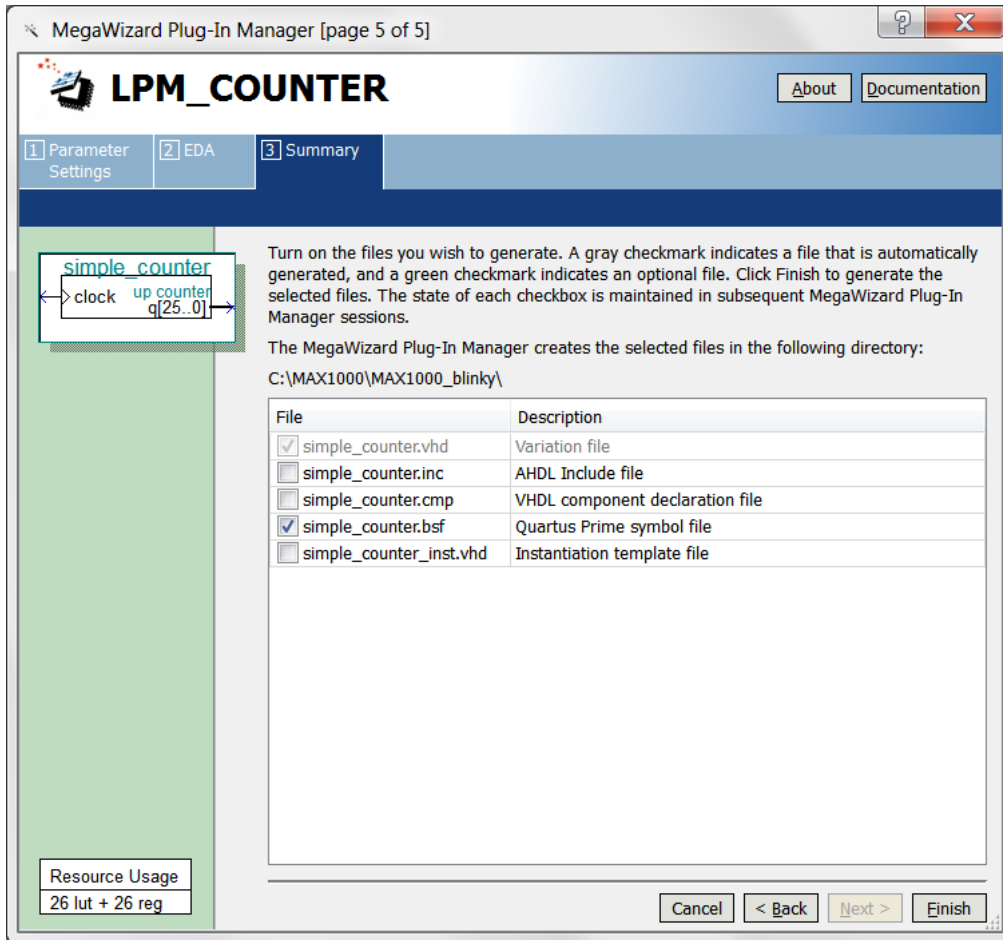 MegaWizard Plug-In Manager [page 5 of 5]
LPM_COUNTER
About
Documentation
1 Parameter
Settings
2 EDA
3 Summary
simple_counter
clock
up counter
q[25..0]
Turn on the files you wish to generate. A gray checkmark indicates a file that is automatically
generated, and a green checkmark indicates an optional file. Click Finish to generate the
selected files. The state of each checkbox is maintained in subsequent MegaWizard Plug-In
Manager sessions.
The MegaWizard Plug-In Manager creates the selected files in the following directory:
C:\MAX1000\MAX1000_blinky\
File Description
simple_counter.vhd Variation file
simple_counter.inc AHDL Include file
simple_counter.cmp VHDL component declaration file
simple_counter.bsf Quartus Prime symbol file
simple_counter_inst.vhd Instantiation template file
Resource Usage
26 lut + 26 reg
Cancel
< Back
Next >
Finish